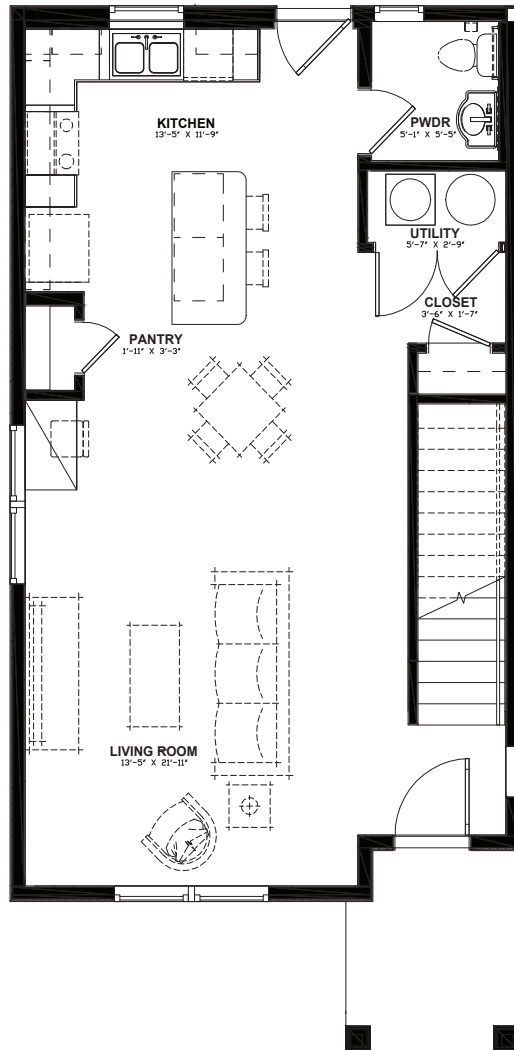 KITCHEN
13'-5" X 11'-9"
PWDR
5'-1" X 5'-5"
UTILITY
5'-7" X 2'-9"
CLOSET
3'-6" X 1'-7"
PANTRY
1'-11" X 3'-3"
LIVING ROOM
13'-5" X 21'-11"